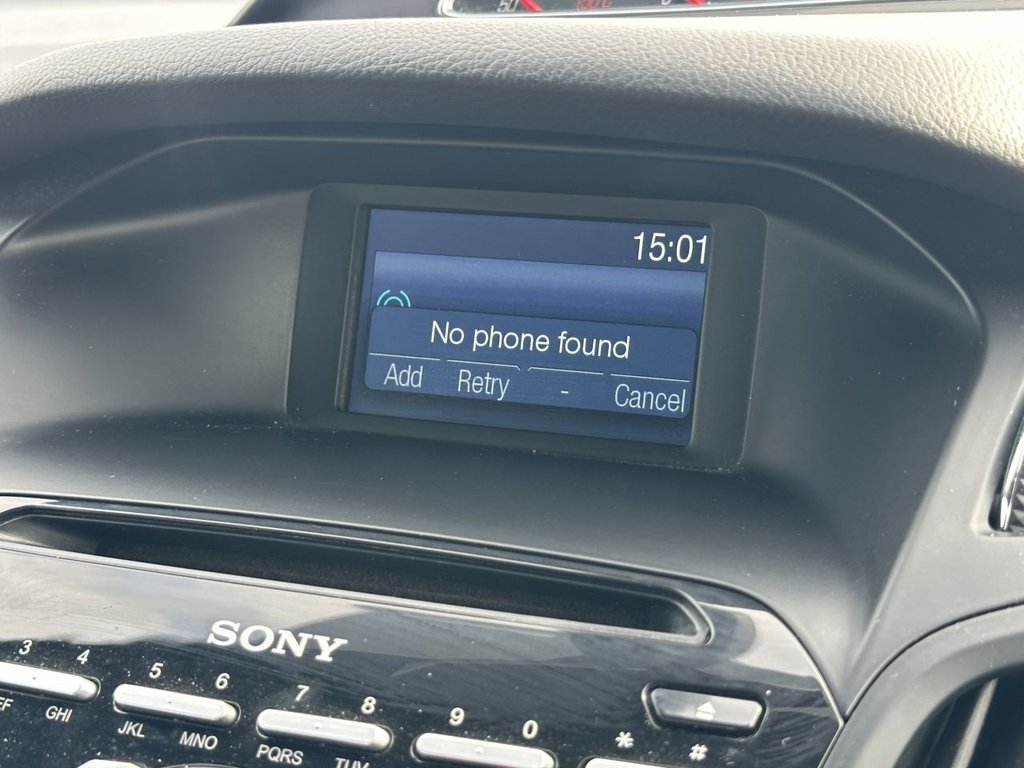 15:01
No phone found
Add Retry - Cancel
SONY
3 4 5 6 7 8 9 0 * #
GHI JKL MNO PQRS TUV